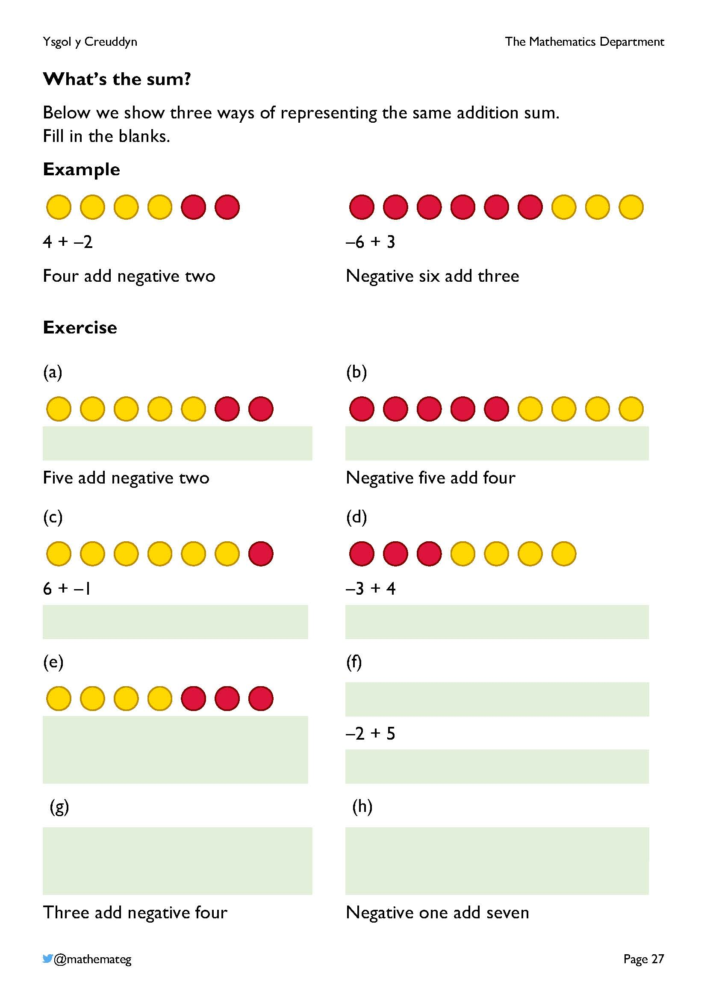 Ysgol y Creuddyn The Mathematics Department
What's the sum?
Below we show three ways of representing the same addition sum.
Fill in the blanks.
Example
4 + –2 –6 + 3
Four add negative two Negative six add three
Exercise
(a) (b)
Five add negative two Negative five add four
(c) (d)
6 + –1 –3 + 4
(e) (f)
–2 + 5
(g) (h)
Three add negative four Negative one add seven
@mathemateg Page 27